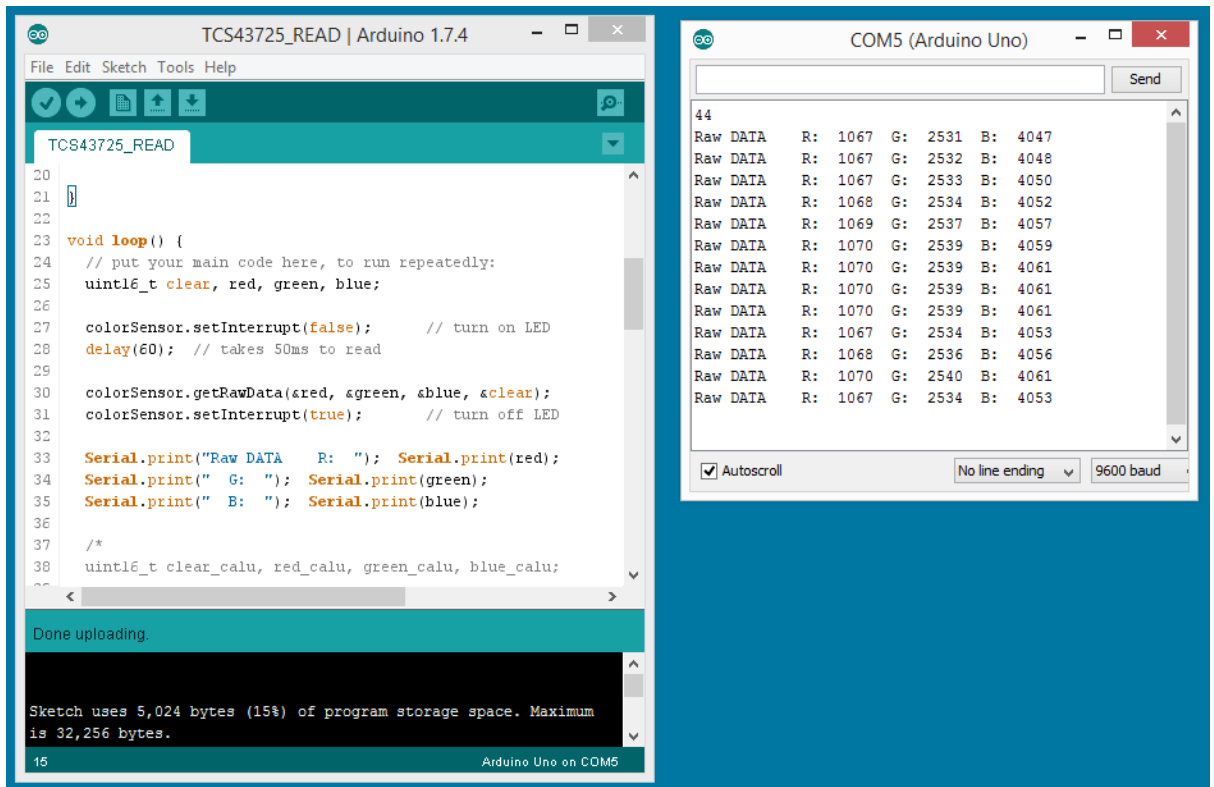 TCS43725_READ | Arduino 1.7.4
File Edit Sketch Tools Help
TCS43725_READ
20
21 }
22
23 void loop() {
24 // put your main code here, to run repeatedly:
25 uint16_t clear, red, green, blue;
26
27 colorSensor.setInterrupt(false); // turn on LED
28 delay(60); // takes 50ms to read
29
30 colorSensor.getRawData(&red, &green, &blue, &clear);
31 colorSensor.setInterrupt(true); // turn off LED
32
33 Serial.print("Raw DATA    R:  "); Serial.print(red);
34 Serial.print("  G:  "); Serial.print(green);
35 Serial.print("  B:  "); Serial.print(blue);
36
37 /*
38 uint16_t clear_calu, red_calu, green_calu, blue_calu;
Done uploading.
Sketch uses 5,024 bytes (15%) of program storage space. Maximum
is 32,256 bytes.
15 Arduino Uno on COM5
COM5 (Arduino Uno)
Send
44
Raw DATA R: 1067 G: 2531 B: 4047
Raw DATA R: 1067 G: 2532 B: 4048
Raw DATA R: 1067 G: 2533 B: 4050
Raw DATA R: 1068 G: 2534 B: 4052
Raw DATA R: 1069 G: 2537 B: 4057
Raw DATA R: 1070 G: 2539 B: 4059
Raw DATA R: 1070 G: 2539 B: 4061
Raw DATA R: 1070 G: 2539 B: 4061
Raw DATA R: 1070 G: 2539 B: 4061
Raw DATA R: 1067 G: 2534 B: 4053
Raw DATA R: 1068 G: 2536 B: 4056
Raw DATA R: 1070 G: 2540 B: 4061
Raw DATA R: 1067 G: 2534 B: 4053
Autoscroll No line ending 9600 baud